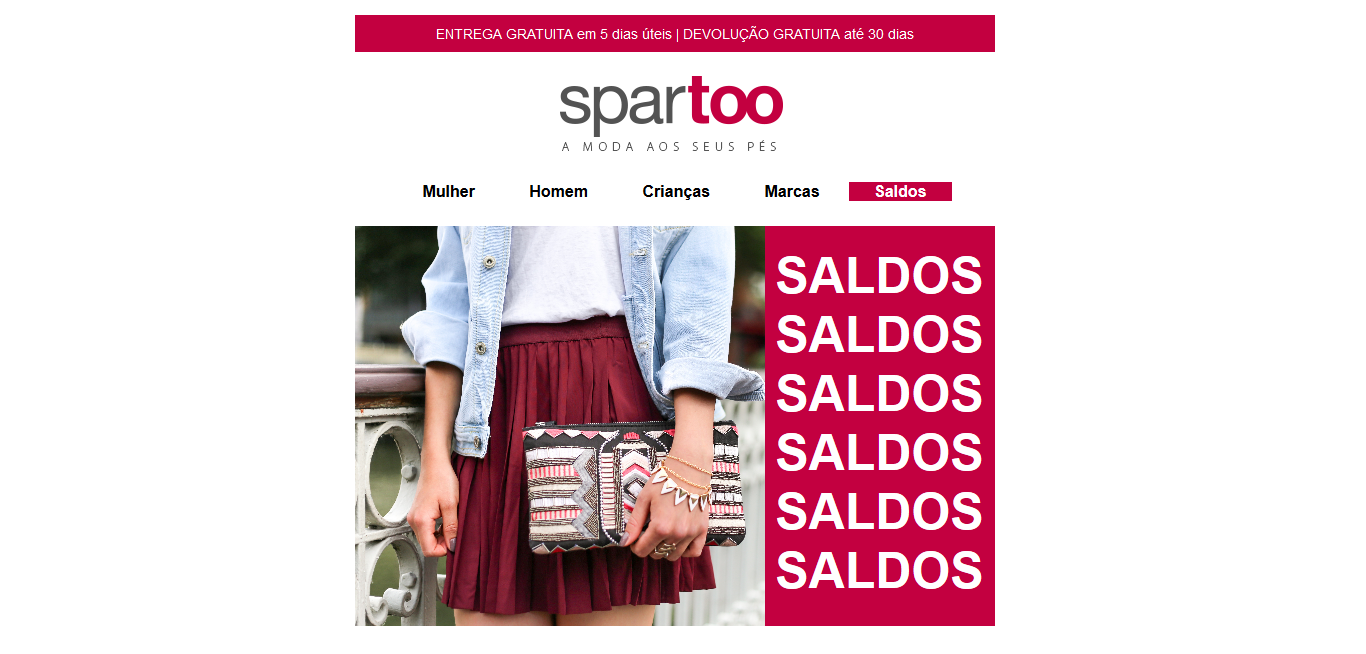 ENTREGA GRATUITA em 5 dias úteis | DEVOLUÇÃO GRATUITA até 30 dias
spartoo
A MODA AOS SEUS PÉS
Mulher Homem Crianças Marcas Saldos
SALDOS
SALDOS
SALDOS
SALDOS
SALDOS
SALDOS